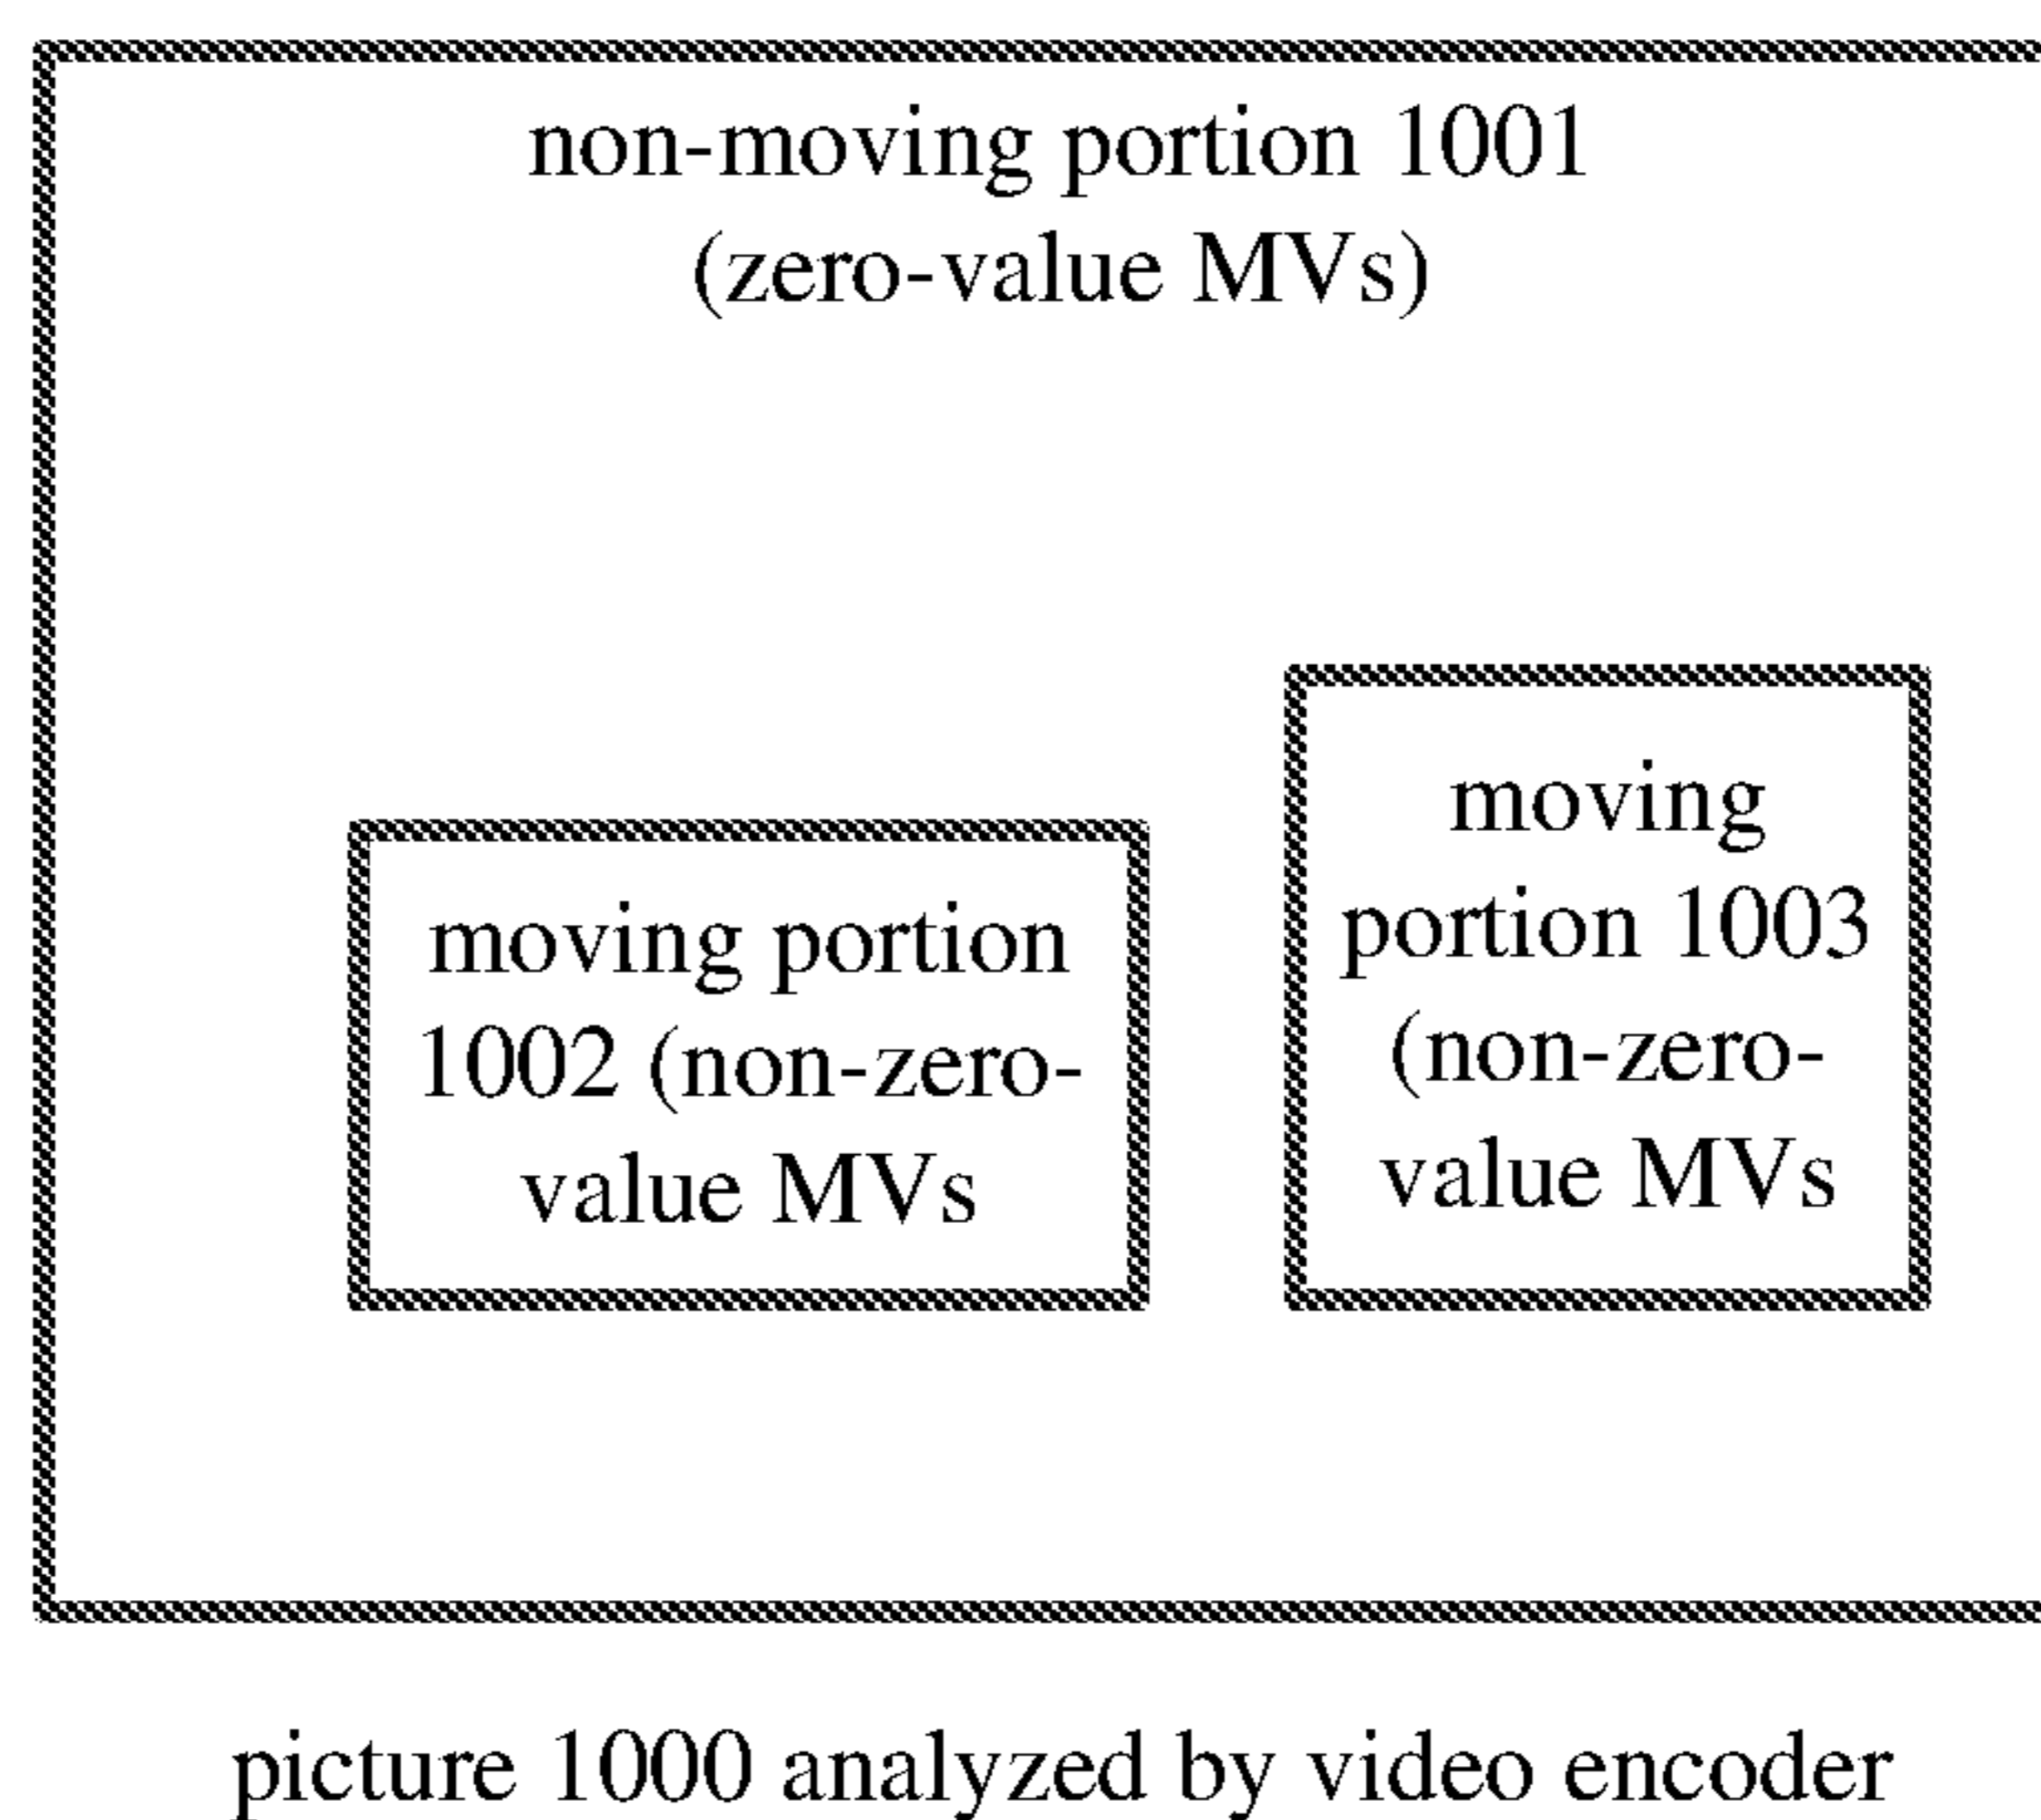 non-moving portion 1001
(zero-value MVs)
moving portion
1002 (non-zero-
value MVs
moving
portion 1003
(non-zero-
value MVs
picture 1000 analyzed by video encoder